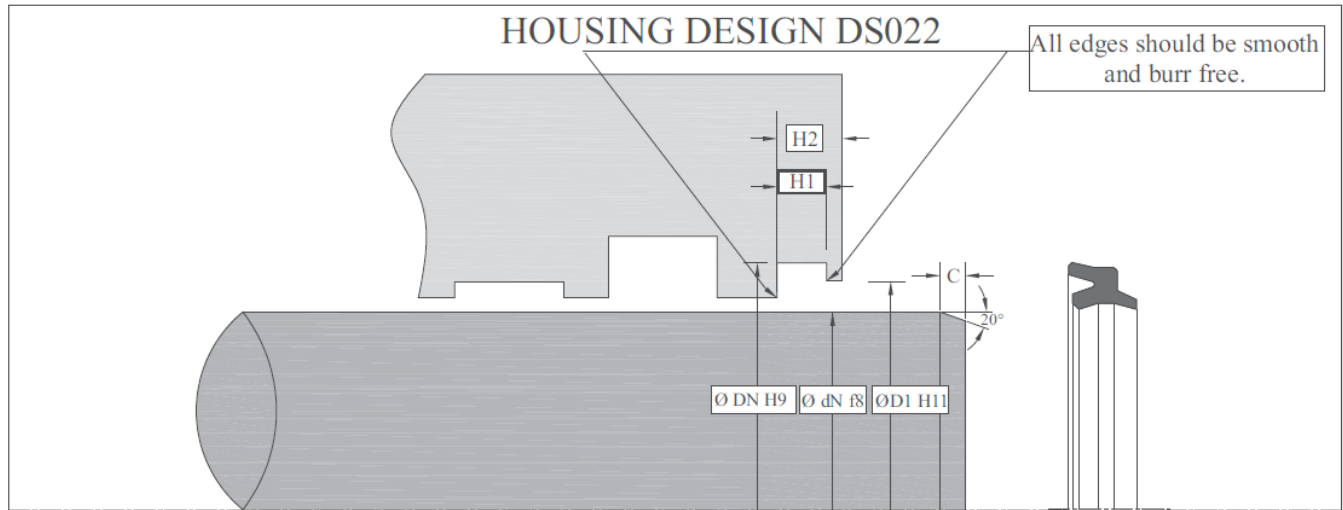 HOUSING DESIGN DS022
All edges should be smooth
and burr free.
H2
H1
C
20°
Ø DN H9
Ø dN f8
ØD1 H11